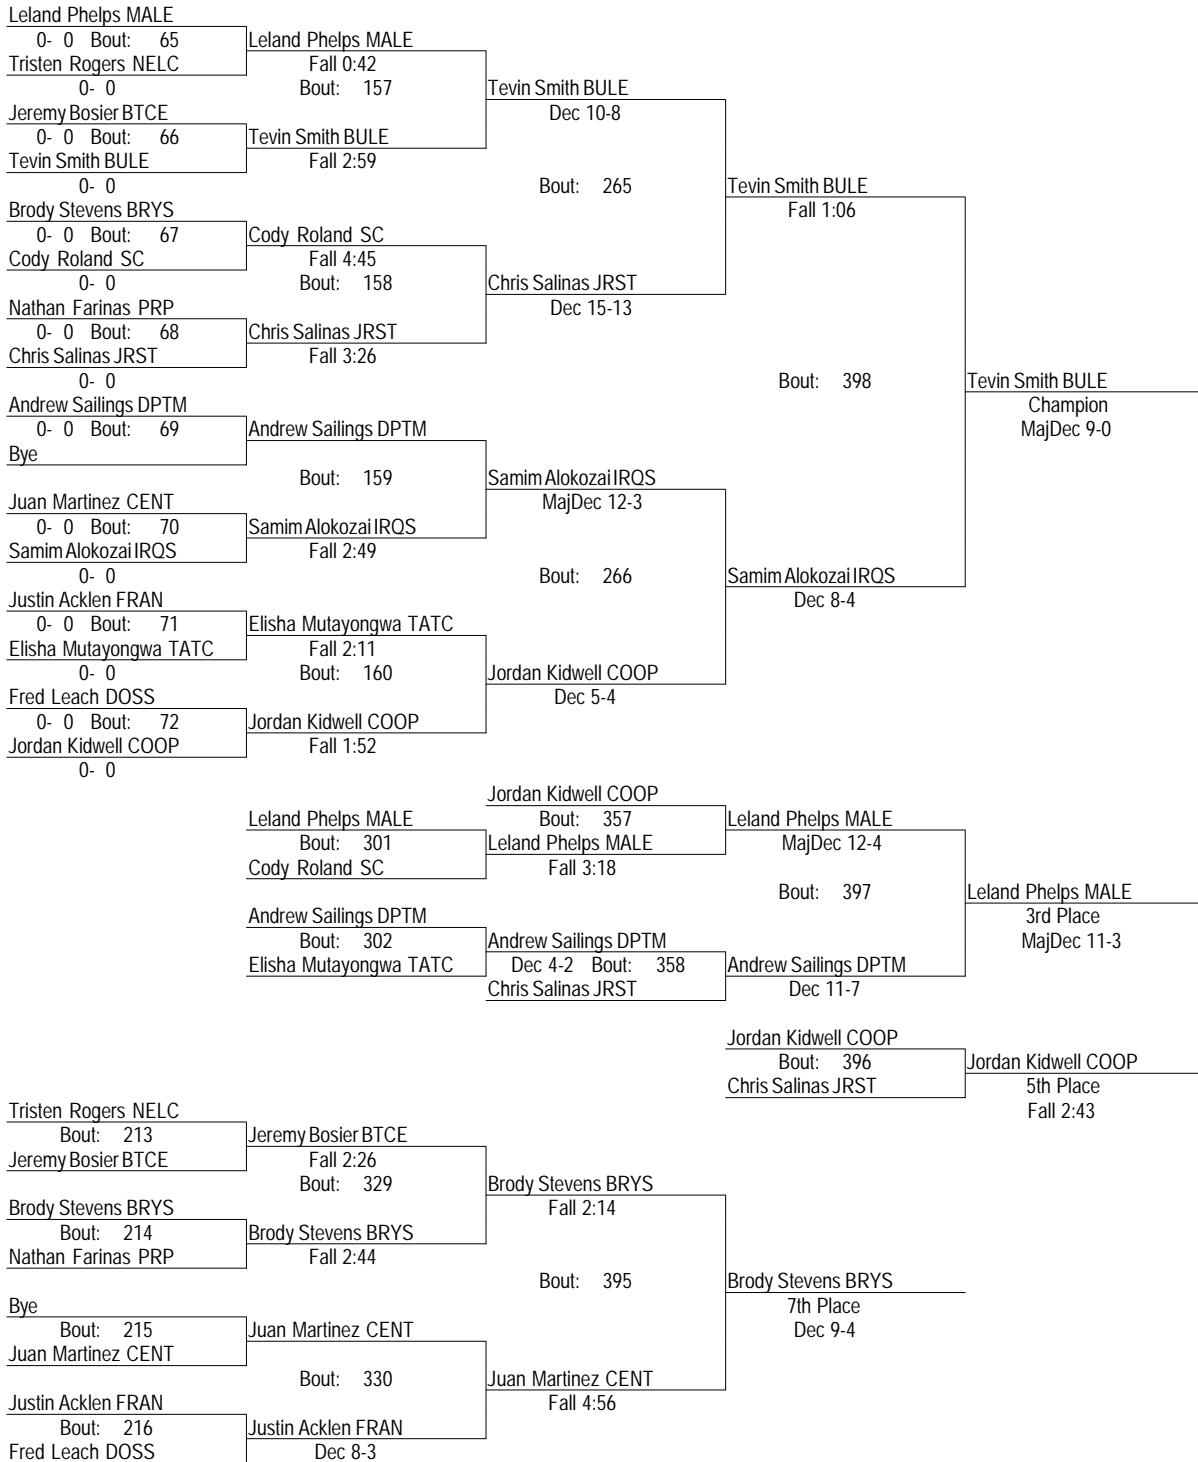 Leland Phelps MALE
0- 0 Bout: 65
Leland Phelps MALE
Tristen Rogers NELC
Fall 0:42
0- 0
Bout: 157
Tevin Smith BULE
Jeremy Bosier BTCE
Dec 10-8
0- 0 Bout: 66
Tevin Smith BULE
Tevin Smith BULE
Fall 2:59
0- 0
Bout: 265
Tevin Smith BULE
Brody Stevens BRYS
Fall 1:06
0- 0 Bout: 67
Cody Roland SC
Cody Roland SC
Fall 4:45
0- 0
Bout: 158
Chris Salinas JRST
Nathan Farinas PRP
Dec 15-13
0- 0 Bout: 68
Chris Salinas JRST
Chris Salinas JRST
Fall 3:26
0- 0
Bout: 398
Tevin Smith BULE
Andrew Sailings DPTM
Champion
0- 0 Bout: 69
Andrew Sailings DPTM
MajDec 9-0
Bye
Bout: 159
Samim Alokozai IRQS
Juan Martinez CENT
MajDec 12-3
0- 0 Bout: 70
Samim Alokozai IRQS
Samim Alokozai IRQS
Fall 2:49
0- 0
Bout: 266
Samim Alokozai IRQS
Justin Acklen FRAN
Dec 8-4
0- 0 Bout: 71
Elisha Mutayongwa TATC
Elisha Mutayongwa TATC
Fall 2:11
0- 0
Bout: 160
Jordan Kidwell COOP
Fred Leach DOSS
Dec 5-4
0- 0 Bout: 72
Jordan Kidwell COOP
Jordan Kidwell COOP
Fall 1:52
0- 0
Jordan Kidwell COOP
Leland Phelps MALE
Bout: 357
Leland Phelps MALE
Bout: 301
Leland Phelps MALE
MajDec 12-4
Cody Roland SC
Fall 3:18
Bout: 397
Leland Phelps MALE
Andrew Sailings DPTM
3rd Place
Bout: 302
Andrew Sailings DPTM
MajDec 11-3
Elisha Mutayongwa TATC
Dec 4-2 Bout: 358
Andrew Sailings DPTM
Chris Salinas JRST
Dec 11-7
Jordan Kidwell COOP
Bout: 396
Jordan Kidwell COOP
Chris Salinas JRST
5th Place
Fall 2:43
Tristen Rogers NELC
Bout: 213
Jeremy Bosier BTCE
Jeremy Bosier BTCE
Fall 2:26
Bout: 329
Brody Stevens BRYS
Brody Stevens BRYS
Fall 2:14
Bout: 214
Brody Stevens BRYS
Nathan Farinas PRP
Fall 2:44
Bout: 395
Brody Stevens BRYS
Bye
7th Place
Bout: 215
Juan Martinez CENT
Dec 9-4
Juan Martinez CENT
Bout: 330
Juan Martinez CENT
Justin Acklen FRAN
Fall 4:56
Bout: 216
Justin Acklen FRAN
Fred Leach DOSS
Dec 8-3